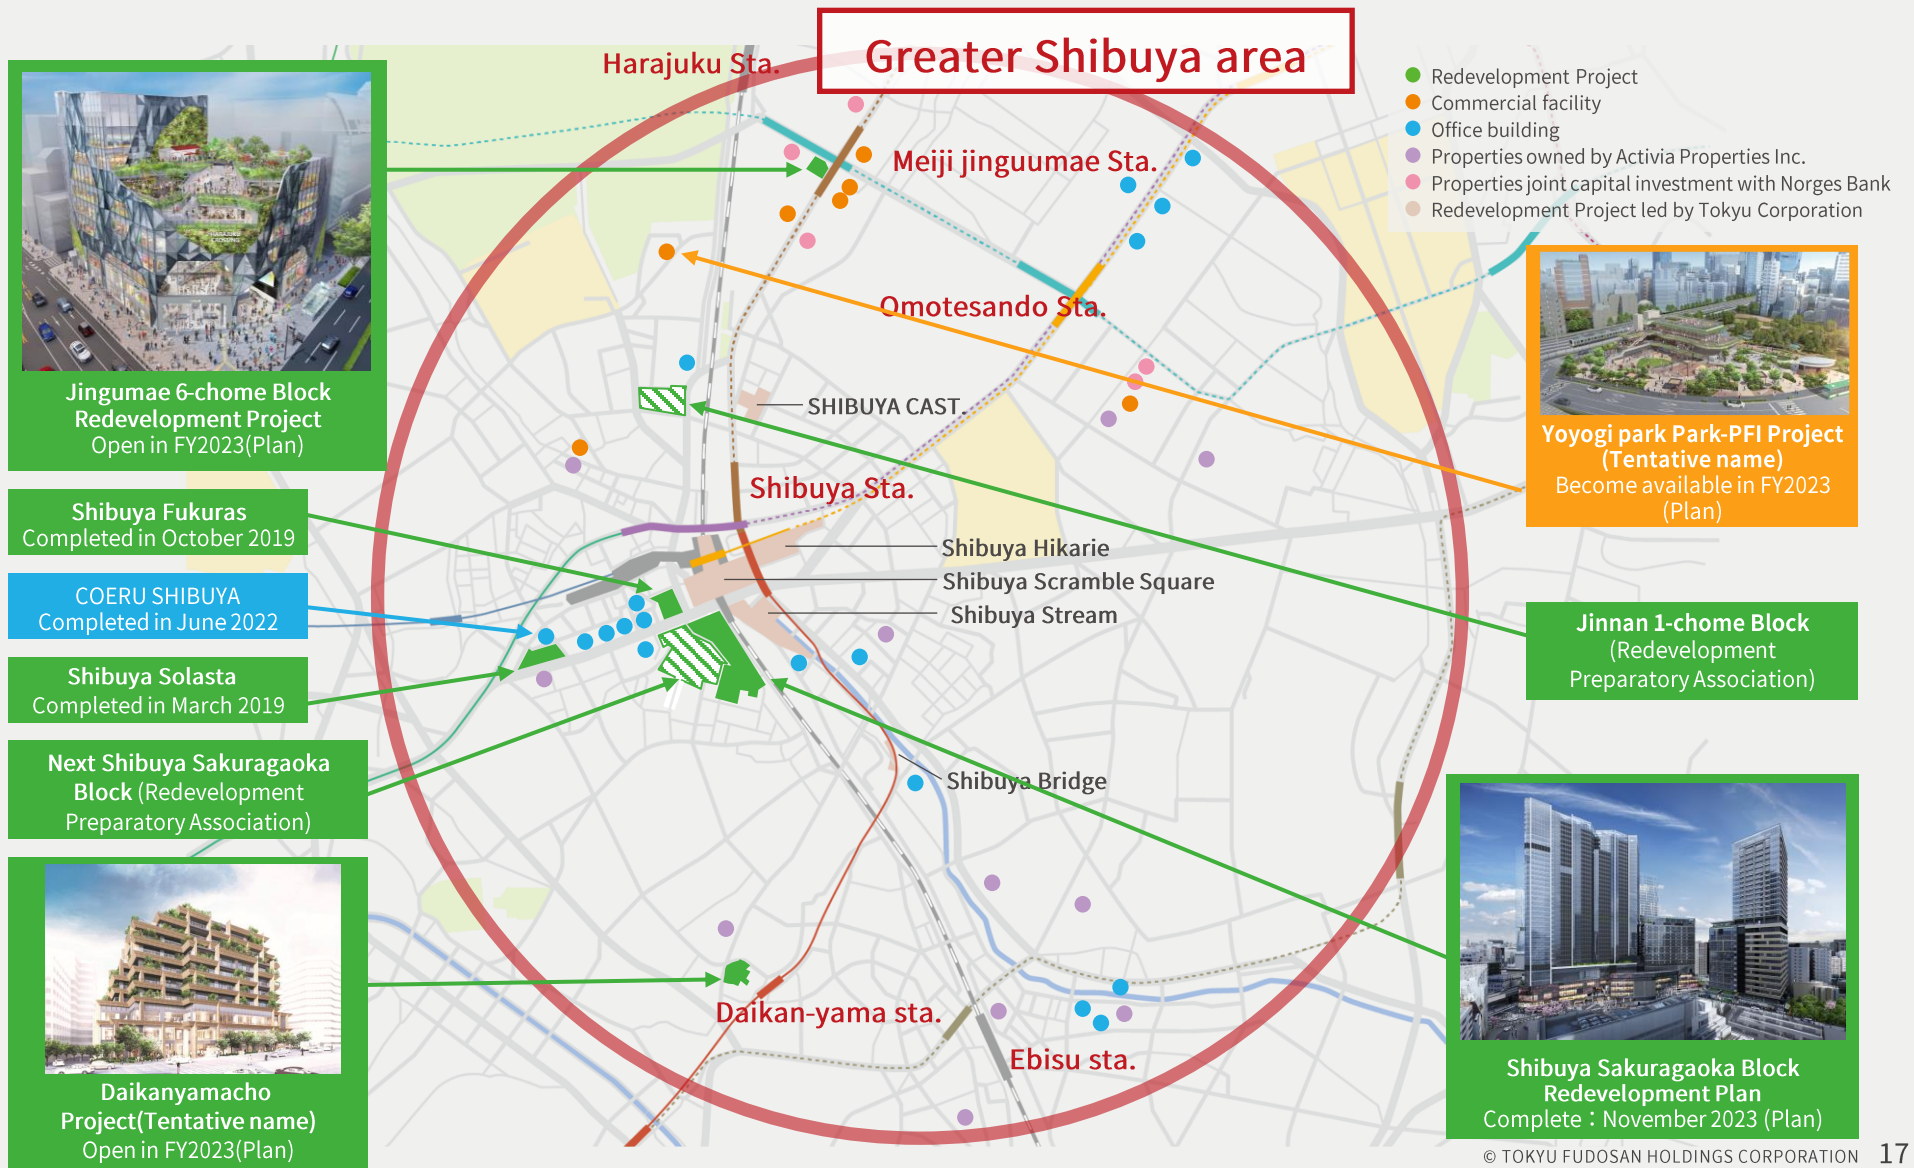 Greater Shibuya area
Harajuku Sta.
Redevelopment Project
Commercial facility
Office building
Properties owned by Activia Properties Inc.
Properties joint capital investment with Norges Bank
Redevelopment Project led by Tokyu Corporation
Meiji jinguumae Sta.
Omotesando Sta.
Jingumae 6-chome Block
Redevelopment Project
Open in FY2023(Plan)
SHIBUYA CAST.
Yoyogi park Park-PFI Project
(Tentative name)
Become available in FY2023
(Plan)
Shibuya Sta.
Shibuya Fukuras
Completed in October 2019
Shibuya Hikarie
Shibuya Scramble Square
Shibuya Stream
COERU SHIBUYA
Completed in June 2022
Jinnan 1-chome Block
(Redevelopment
Preparatory Association)
Shibuya Solasta
Completed in March 2019
Next Shibuya Sakuragaoka
Block (Redevelopment
Preparatory Association)
Shibuya Bridge
Daikan-yama sta.
Ebisu sta.
Daikanyamacho
Project(Tentative name)
Open in FY2023(Plan)
Shibuya Sakuragaoka Block
Redevelopment Plan
Complete：November 2023 (Plan)
© TOKYU FUDOSAN HOLDINGS CORPORATION
17